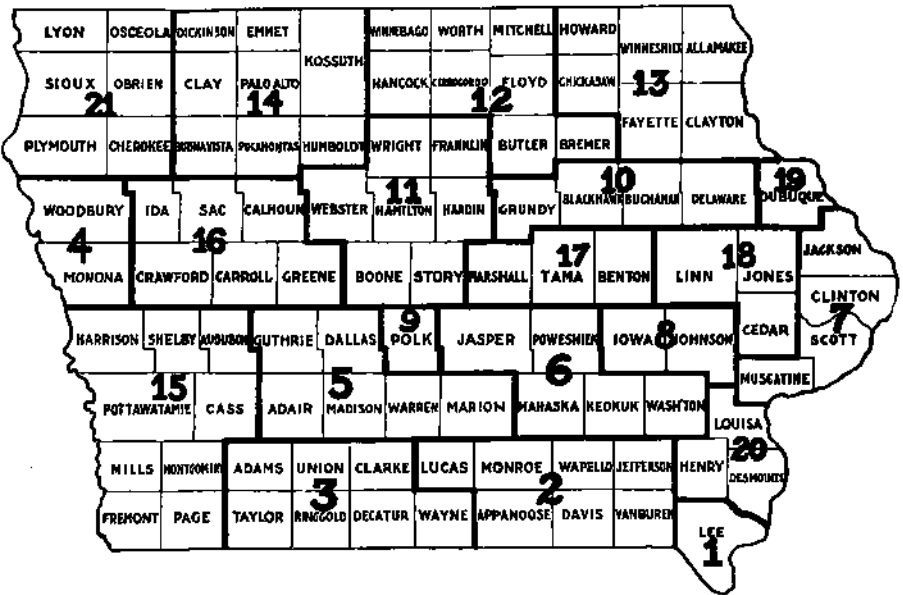 LYON OSCEOLA DICKINSON EMMET WINNEBAGO WORTH MITCHELL HOWARD
KOSSUTH WINNESHIEK ALLAMAKEE
SIOUX OBRIEN CLAY PALO ALTO HANCOCK CERROGORDO FLOYD CHICKASAW
21 14 12 13
PLYMOUTH CHEROKEE BUENAVISTA POCAHONTAS HUMBOLDT WRIGHT FRANKLIN BUTLER BREMER FAYETTE CLAYTON
11 10 19
WOODBURY IDA SAC CALHOUN WEBSTER HAMILTON HARDIN GRUNDY BLACKHAWK BUCHANAN DELAWARE DUBUQUE
4 16 17 18
MONONA CRAWFORD CARROLL GREENE BOONE STORY MARSHALL TAMA BENTON LINN JONES JACKSON
CLINTON
9 8 7
HARRISON SHELBY AUDUBON GUTHRIE DALLAS POLK JASPER POWESHIEK IOWA JOHNSON CEDAR SCOTT
15 5 6 MUSCATINE
POTTAWATAMIE CASS ADAIR MADISON WARREN MARION MAHASKA KEOKUK WASH'TON
LOUISA
20
MILLS MONTGOMERY ADAMS UNION CLARKE LUCAS MONROE WAPELLO JEFFERSON HENRY DESMOINES
3 2
FREMONT PAGE TAYLOR RINGGOLD DECATUR WAYNE APPANOOSE DAVIS VANBUREN
LEE
1